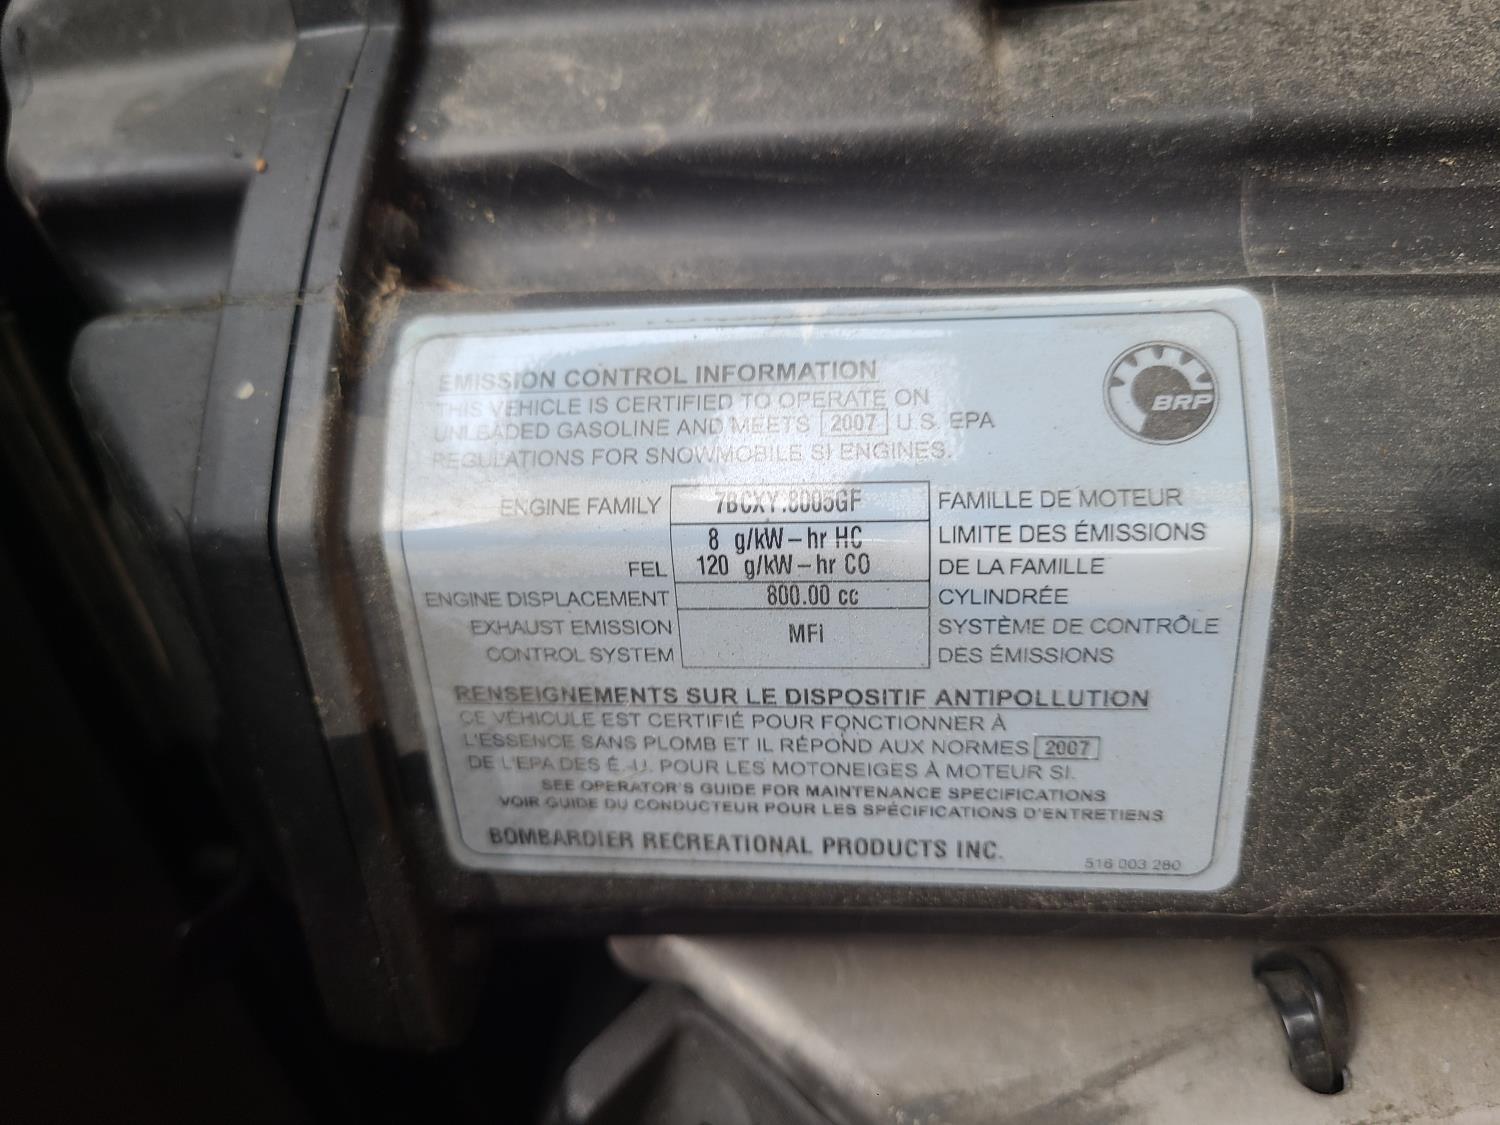 EMISSION CONTROL INFORMATION
THIS VEHICLE IS CERTIFIED TO OPERATE ON
UNLEADED GASOLINE AND MEETS 2007 U.S. EPA
REGULATIONS FOR SNOWMOBILE SI ENGINES.
BRP
ENGINE FAMILY 7BCXY.8005GF FAMILLE DE MOTEUR
8 g/kW-hr HC LIMITE DES ÉMISSIONS
FEL 120 g/kW-hr CO DE LA FAMILLE
ENGINE DISPLACEMENT 800.00 cc CYLINDRÉE
EXHAUST EMISSION MFi SYSTÈME DE CONTRÔLE
CONTROL SYSTEM DES ÉMISSIONS
RENSEIGNEMENTS SUR LE DISPOSITIF ANTIPOLLUTION
CE VÉHICULE EST CERTIFIÉ POUR FONCTIONNER À
L'ESSENCE SANS PLOMB ET IL RÉPOND AUX NORMES 2007
DE L'EPA DES É.-U. POUR LES MOTONEIGES À MOTEUR SI.
SEE OPERATOR'S GUIDE FOR MAINTENANCE SPECIFICATIONS
VOIR GUIDE DU CONDUCTEUR POUR LES SPÉCIFICATIONS D'ENTRETIENS
BOMBARDIER RECREATIONAL PRODUCTS INC.
516 003 280